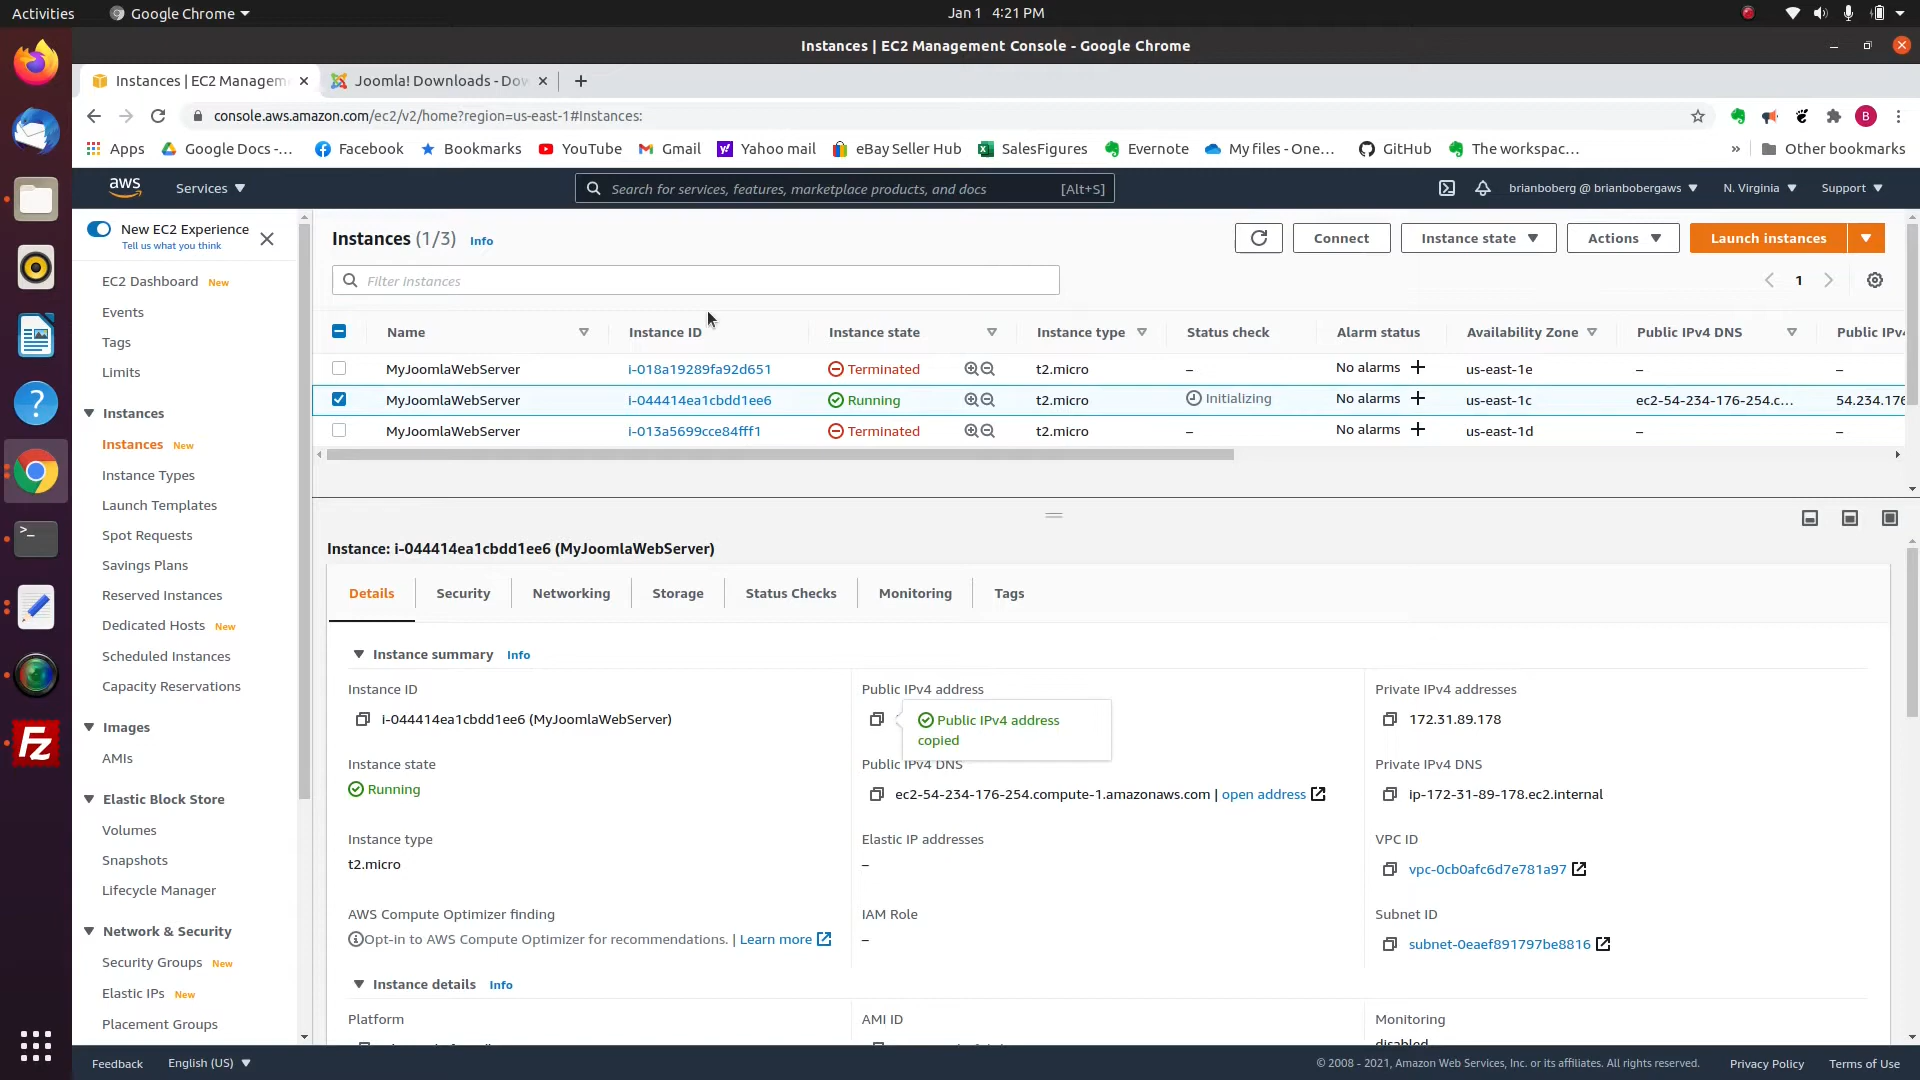 Activities
Google Chrome
Jan 1 4:21 PM
Instances | EC2 Management Console - Google Chrome
Instances | EC2 Managem
Joomla! Downloads - Dow
console.aws.amazon.com/ec2/v2/home?region=us-east-1#Instances:
B
Apps
Google Docs -...
Facebook
Bookmarks
YouTube
Gmail
Yahoo mail
eBay Seller Hub
SalesFigures
Evernote
My files - One...
GitHub
The workspac...
» Other bookmarks
aws
Services
Search for services, features, marketplace products, and docs [Alt+S]
brianboberg @ brianbobergaws
N. Virginia
Support
New EC2 Experience
Tell us what you think
EC2 Dashboard New
Events
Tags
Limits
Instances
Instances New
Instance Types
Launch Templates
Spot Requests
Savings Plans
Reserved Instances
Dedicated Hosts New
Scheduled Instances
Capacity Reservations
Images
AMIs
Elastic Block Store
Volumes
Snapshots
Lifecycle Manager
Network & Security
Security Groups New
Elastic IPs New
Placement Groups
Instances (1/3) Info
Connect
Instance state
Actions
Launch instances
Filter instances
1
Name Instance ID Instance state Instance type Status check Alarm status Availability Zone Public IPv4 DNS Public IPv4
MyJoomlaWebServer i-018a19289fa92d651 Terminated t2.micro – No alarms + us-east-1e – –
MyJoomlaWebServer i-044414ea1cbdd1ee6 Running t2.micro Initializing No alarms + us-east-1c ec2-54-234-176-254.c... 54.234.176
MyJoomlaWebServer i-013a5699cce84fff1 Terminated t2.micro – No alarms + us-east-1d – –
Instance: i-044414ea1cbdd1ee6 (MyJoomlaWebServer)
Details
Security
Networking
Storage
Status Checks
Monitoring
Tags
Instance summary Info
Instance ID
i-044414ea1cbdd1ee6 (MyJoomlaWebServer)
Public IPv4 address
Public IPv4 address
copied
Private IPv4 addresses
172.31.89.178
Instance state
Running
Public IPv4 DNS
ec2-54-234-176-254.compute-1.amazonaws.com | open address
Private IPv4 DNS
ip-172-31-89-178.ec2.internal
Instance type
t2.micro
Elastic IP addresses
–
VPC ID
vpc-0cb0afc6d7e781a97
AWS Compute Optimizer finding
Opt-in to AWS Compute Optimizer for recommendations. | Learn more
IAM Role
–
Subnet ID
subnet-0eaef891797be8816
Instance details Info
Platform
AMI ID
Monitoring
disabled
Feedback
English (US)
© 2008 - 2021, Amazon Web Services, Inc. or its affiliates. All rights reserved.
Privacy Policy
Terms of Use